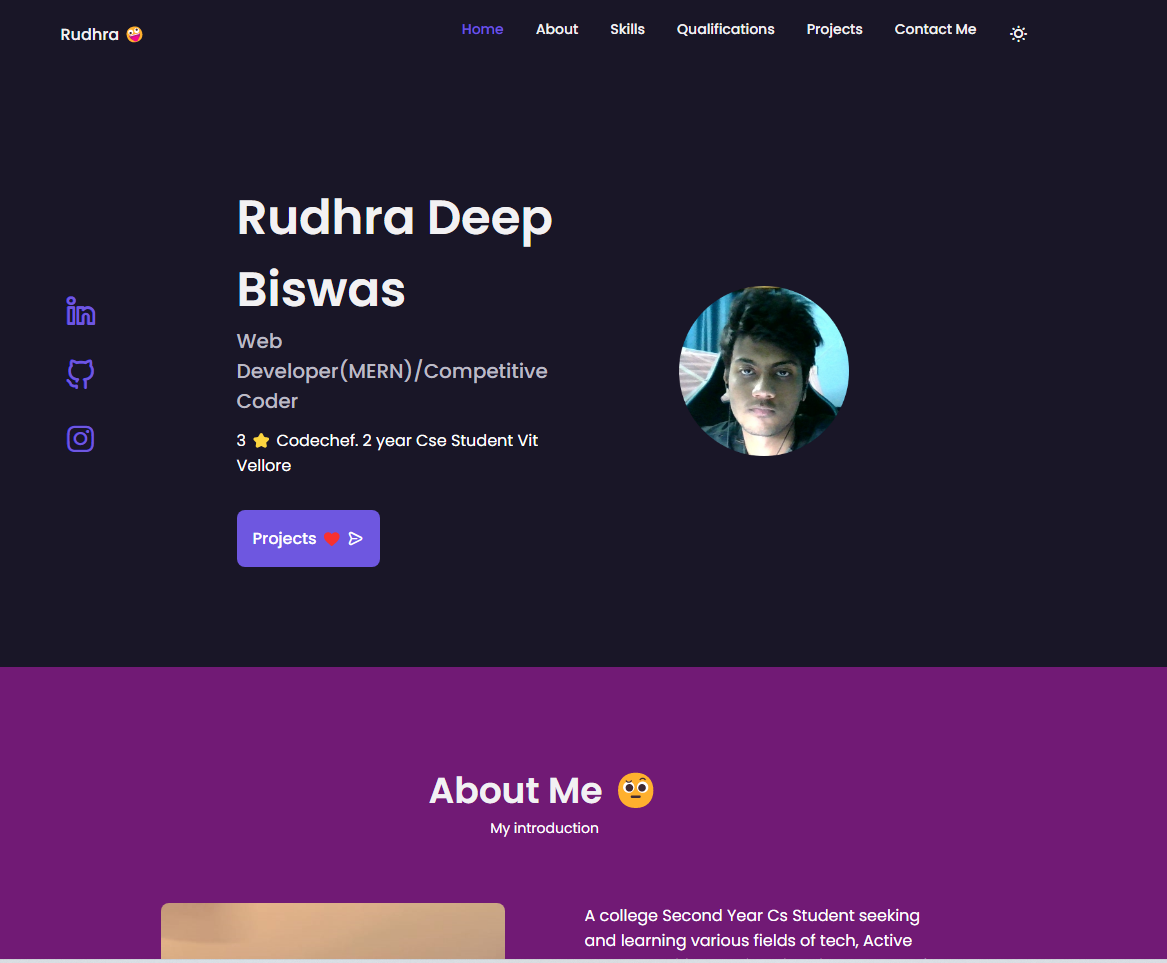 Rudhra 🤪
Home About Skills Qualifications Projects Contact Me
Rudhra Deep
Biswas
Web
Developer(MERN)/Competitive
Coder
3 ⭐ Codechef. 2 year Cse Student Vit
Vellore
Projects ❤️
About Me 🤨
My introduction
A college Second Year Cs Student seeking
and learning various fields of tech, Active